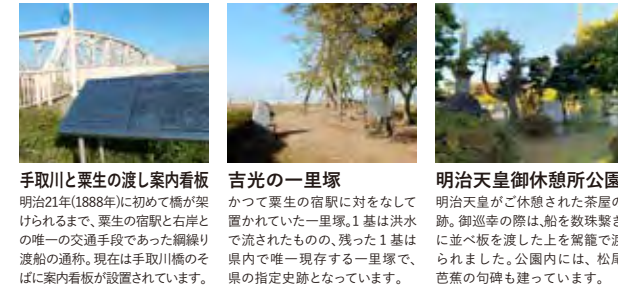 手取川と粟生の渡し案内看板
明治21年(1888年)に初めて橋が架
けられるまで、粟生の宿駅と右岸と
の唯一の交通手段であった綱繰り
渡船の通称。現在は手取川橋のそ
ばに案内看板が設置されています。
吉光の一里塚
かつて粟生の宿駅に対をなして
置かれていた一里塚。1基は洪水
で流されたものの、残った1基は
県内で唯一現存する一里塚で、
県の指定史跡となっています。
明治天皇御休憩所公園
明治天皇がご休憩された茶屋の
跡。御巡幸の際は、船を数珠繋ぎ
に並べ板を渡した上を駕籠で渡
られました。公園内には、松尾
芭蕉の句碑も建っています。